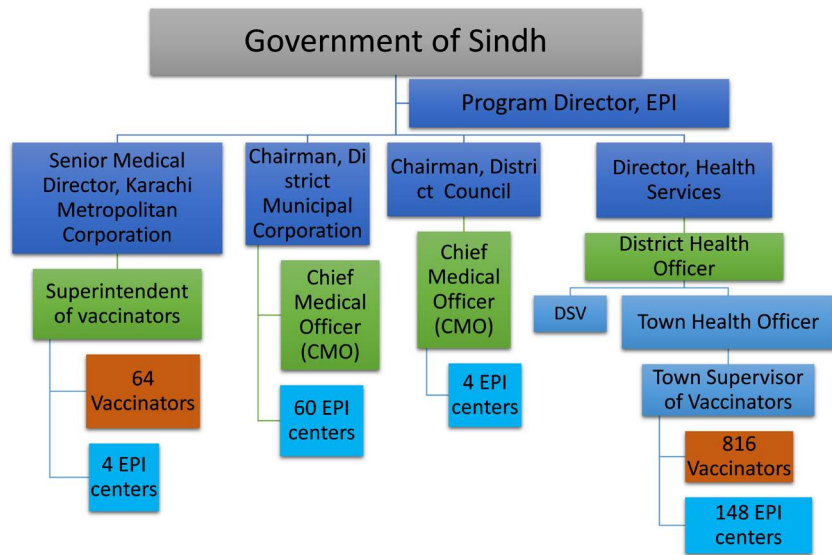 Government of Sindh
Program Director, EPI
Senior Medical
Director, Karachi
Metropolitan
Corporation
Superintendent
of vaccinators
64
Vaccinators
4 EPI
centers
Chairman, Di
strict
Municipal
Corporation
Chief
Medical
Officer
(CMO)
60 EPI
centers
Chairman, Distri
ct Council
Chief
Medical
Officer
(CMO)
4 EPI
centers
Director, Health
Services
District Health
Officer
DSV
Town Health Officer
Town Supervisor
of Vaccinators
816
Vaccinators
148 EPI
centers